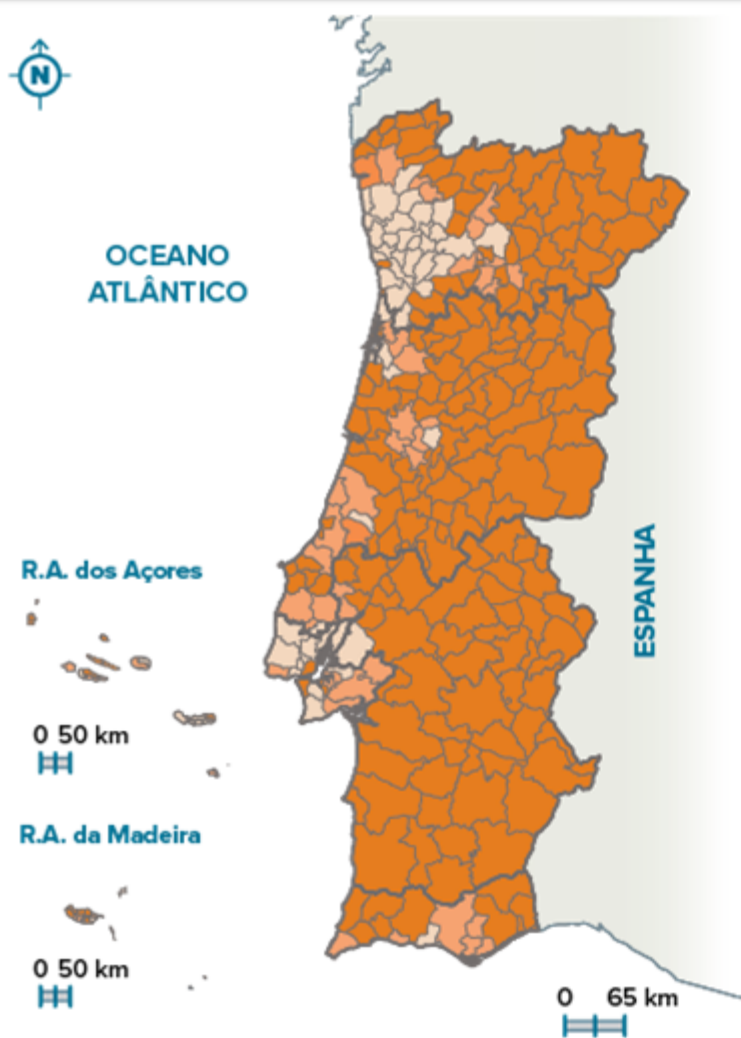 N
OCEANO
ATLÂNTICO
ESPANHA
R.A. dos Açores
0 50 km
R.A. da Madeira
0 50 km
0 65 km